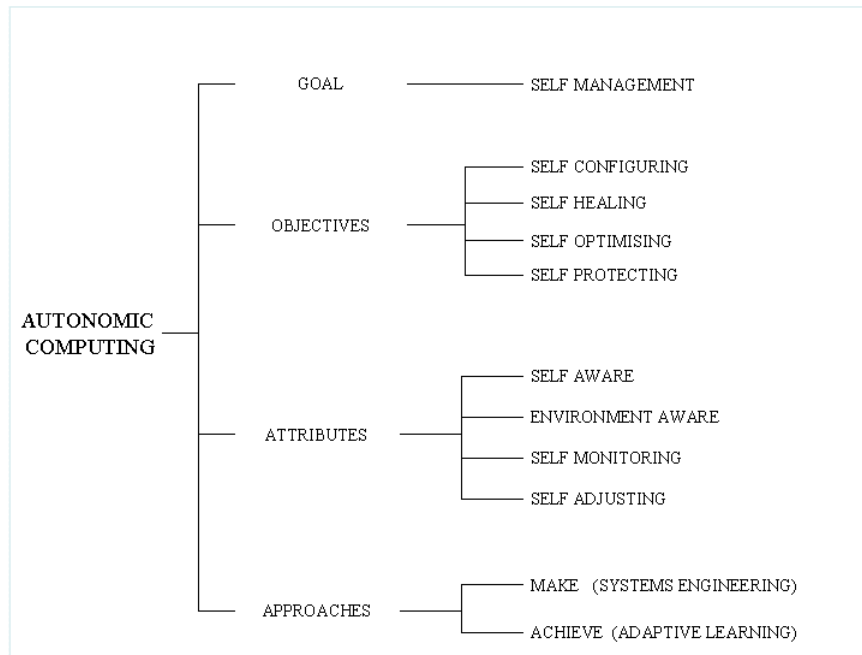 GOAL
SELF MANAGEMENT
OBJECTIVES
SELF CONFIGURING
SELF HEALING
SELF OPTIMISING
SELF PROTECTING
AUTONOMIC
COMPUTING
ATTRIBUTES
SELF AWARE
ENVIRONMENT AWARE
SELF MONITORING
SELF ADJUSTING
APPROACHES
MAKE (SYSTEMS ENGINEERING)
ACHIEVE (ADAPTIVE LEARNING)